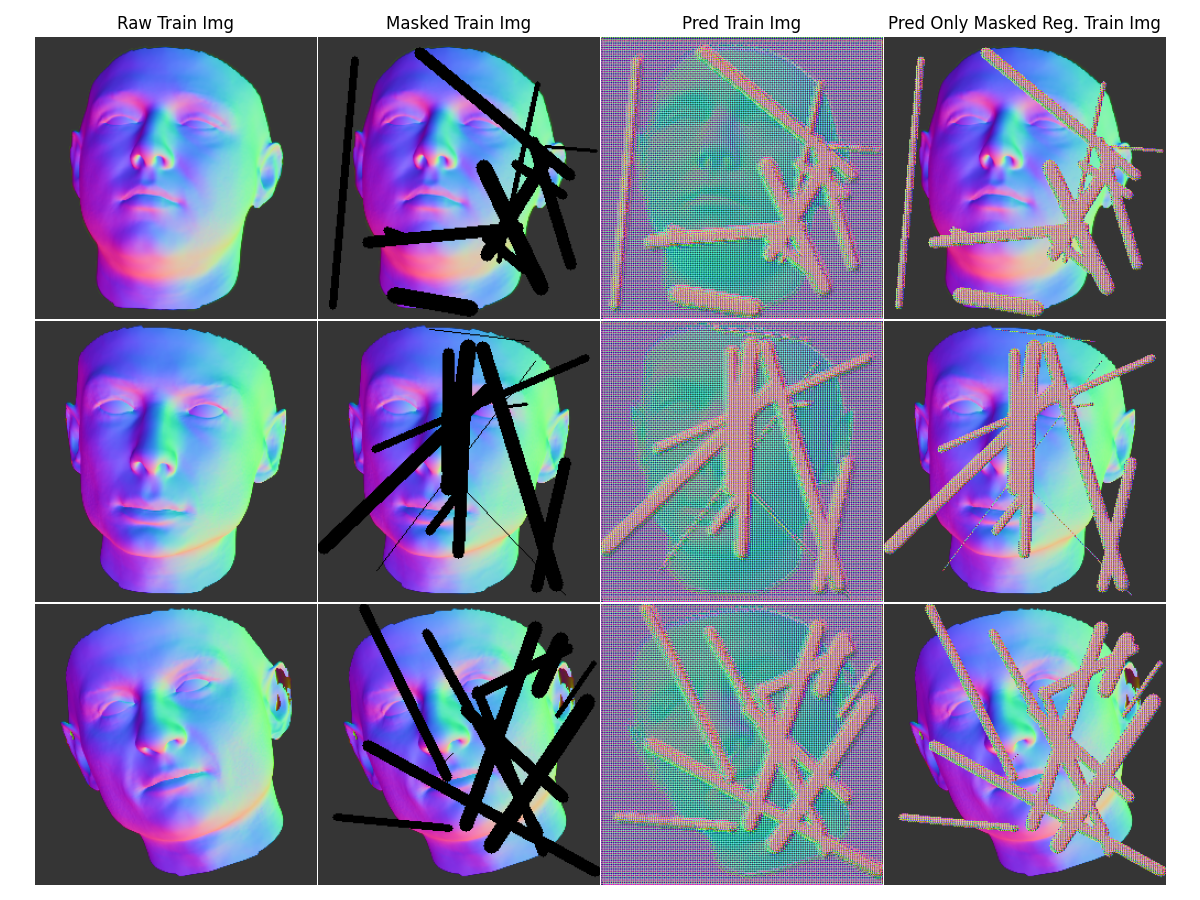 Raw Train Img
Masked Train Img
Pred Train Img
Pred Only Masked Reg. Train Img